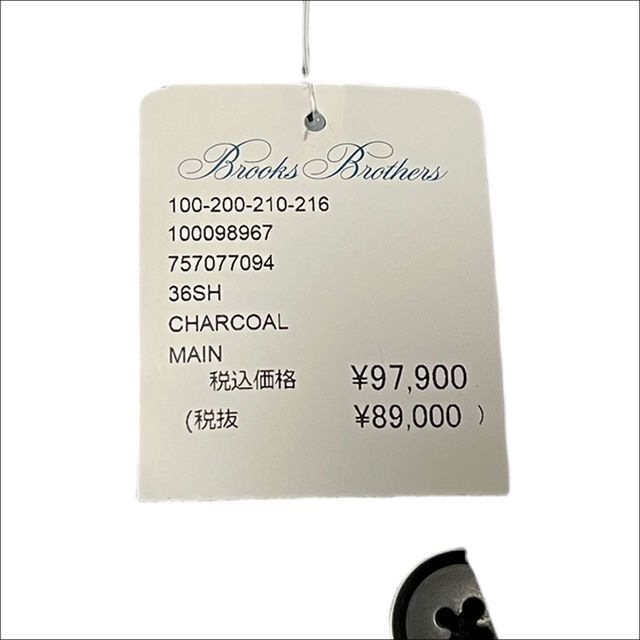 Brooks Brothers
100-200-210-216
100098967
757077094
36SH
CHARCOAL
MAIN
税込価格 ¥97,900
(税抜 ¥89,000 )